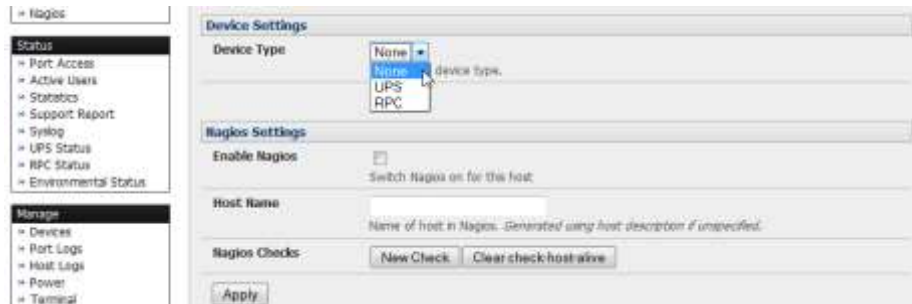 » Nagios
Status
» Port Access
» Active Users
» Statistics
» Support Report
» Syslog
» UPS Status
» RPC Status
» Environmental Status
Manage
» Devices
» Port Logs
» Host Logs
» Power
» Terminal
Device Settings
Device Type
None
None
device type.
UPS
RPC
Nagios Settings
Enable Nagios
Switch Nagios on for this host
Host Name
Name of host in Nagios. Generated using host description if unspecified.
Nagios Checks
New Check
Clear check-host-alive
Apply